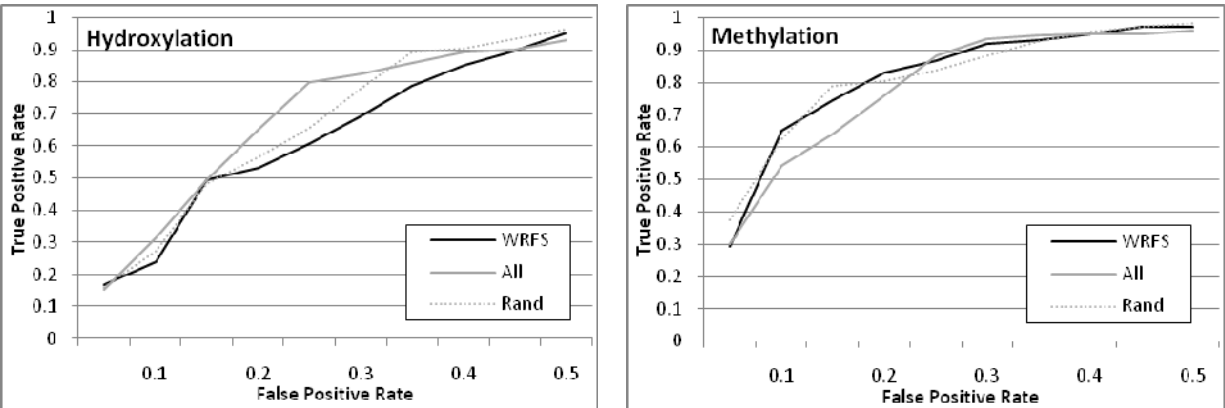 Hydroxylation
True Positive Rate
1
0.9
0.8
0.7
0.6
0.5
0.4
0.3
0.2
0.1
0
WRFS
All
Rand
0.1 0.2 0.3 0.4 0.5
False Positive Rate
Methylation
True Positive Rate
1
0.9
0.8
0.7
0.6
0.5
0.4
0.3
0.2
0.1
0
WRFS
All
Rand
0.1 0.2 0.3 0.4 0.5
False Positive Rate